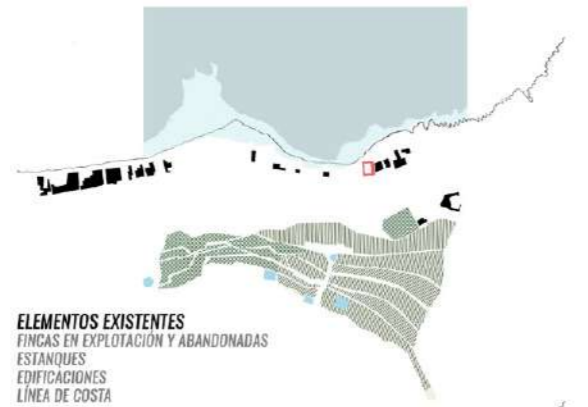 ELEMENTOS EXISTENTES
FINCAS EN EXPLOTACIÓN Y ABANDONADAS
ESTANQUES
EDIFICACIONES
LÍNEA DE COSTA